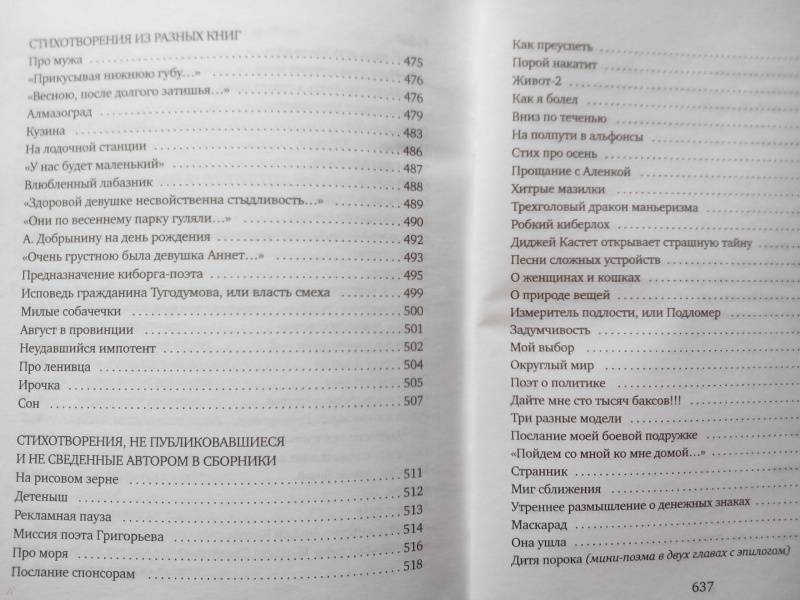 СТИХОТВОРЕНИЯ ИЗ РАЗНЫХ КНИГ
Про мужа 475
«Прикусывая нижнюю губу…» 476
«Весною, после долгого затишья…» 476
Алмазоград 479
Кузина 483
На лодочной станции 486
«У нас будет маленький» 487
Влюбленный лабазник 488
«Здоровой девушке несвойственна стыдливость…» 489
«Они по весеннему парку гуляли…» 490
А. Добрынину на день рождения 492
«Очень грустною была девушка Аннет…» 493
Предназначение киборга-поэта 495
Исповедь гражданина Тугодумова, или власть смеха 499
Милые собачечки 500
Август в провинции 501
Неудавшийся импотент 502
Про ленивца 504
Ирочка 505
Сон 507
СТИХОТВОРЕНИЯ, НЕ ПУБЛИКОВАВШИЕСЯ
И НЕ СВЕДЕННЫЕ АВТОРОМ В СБОРНИКИ
На рисовом зерне 511
Детеныш 512
Рекламная пауза 513
Миссия поэта Григорьева 514
Про моря 516
Послание спонсорам 518
Как преуспеть
Порой накатит
Живот-2
Как я болел
Вниз по теченью
На полпути в альфонсы
Стих про осень
Прощание с Аленкой
Хитрые мазилки
Трехголовый дракон маньеризма
Робкий киберлох
Диджей Кастет открывает страшную тайну
Песни сложных устройств
О женщинах и кошках
О природе вещей
Измеритель подлости, или Подломер
Задумчивость
Мой выбор
Округлый мир
Поэт о политике
Дайте мне сто тысяч баксов!!!
Три разные модели
Послание моей боевой подружке
«Пойдем со мной ко мне домой…»
Странник
Миг сближения
Утреннее размышление о денежных знаках
Маскарад
Она ушла
Дитя порока (мини-поэма в двух главах с эпилогом)
637